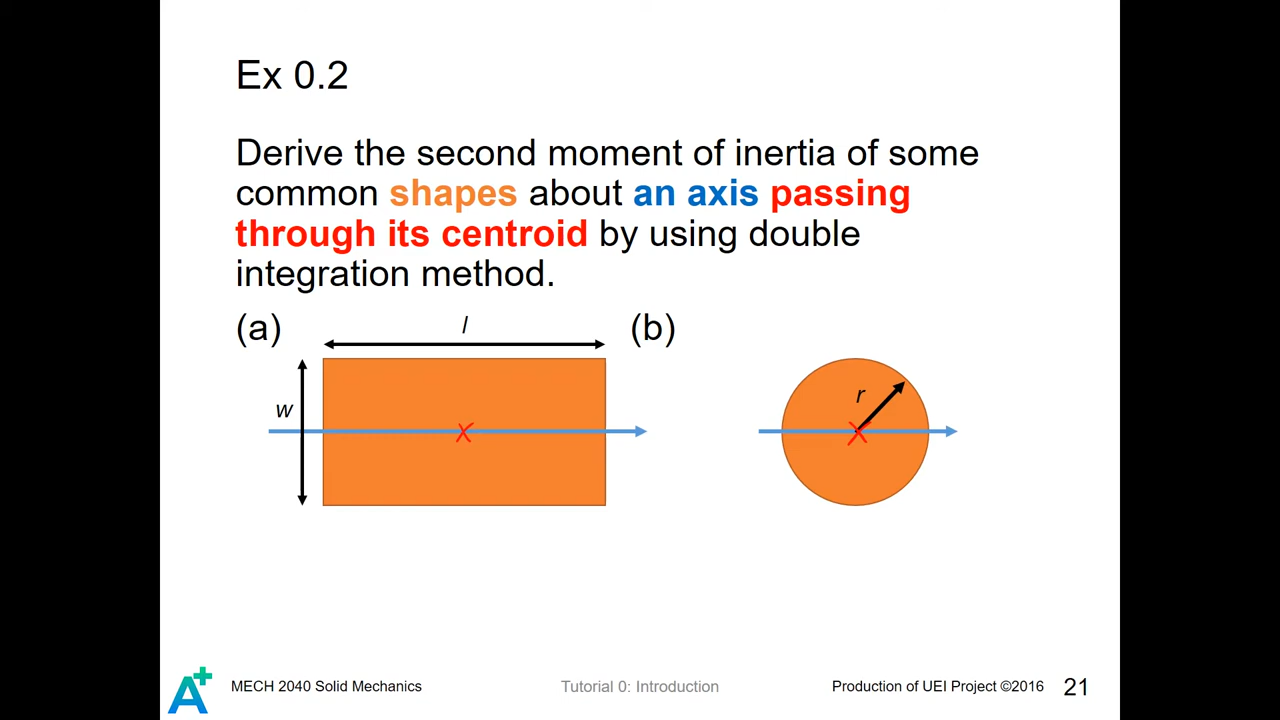 Ex 0.2
Derive the second moment of inertia of some
common shapes about an axis passing
through its centroid by using double
integration method.
(a)
l
(b)
w
r
A+
MECH 2040 Solid Mechanics
Tutorial 0: Introduction
Production of UEI Project ©2016
21